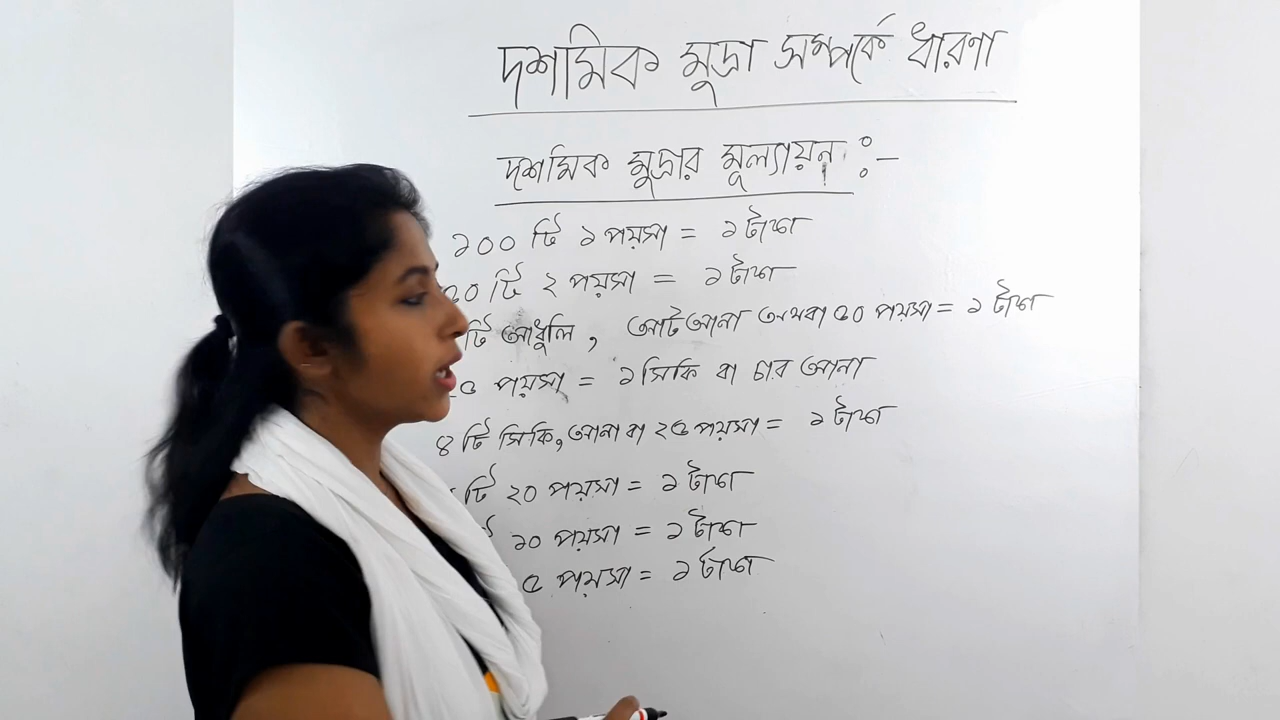 দশমিক মুদ্রা সম্পর্কে ধারণা
দশমিক মুদ্রার মূল্যায়ন :-
১০০ টি ১ পয়সা = ১ টাকা
টি ২ পয়সা = ১ টাকা
টি আধুলি, আট আনা অথবা ৫০ পয়সা = ১ টাকা
পয়সা = ১ সিকি বা চার আনা
৪ টি সিকি, আনা বা ২৫ পয়সা = ১ টাকা
টি ২০ পয়সা = ১ টাকা
১০ পয়সা = ১ টাকা
৫ পয়সা = ১ টাকা